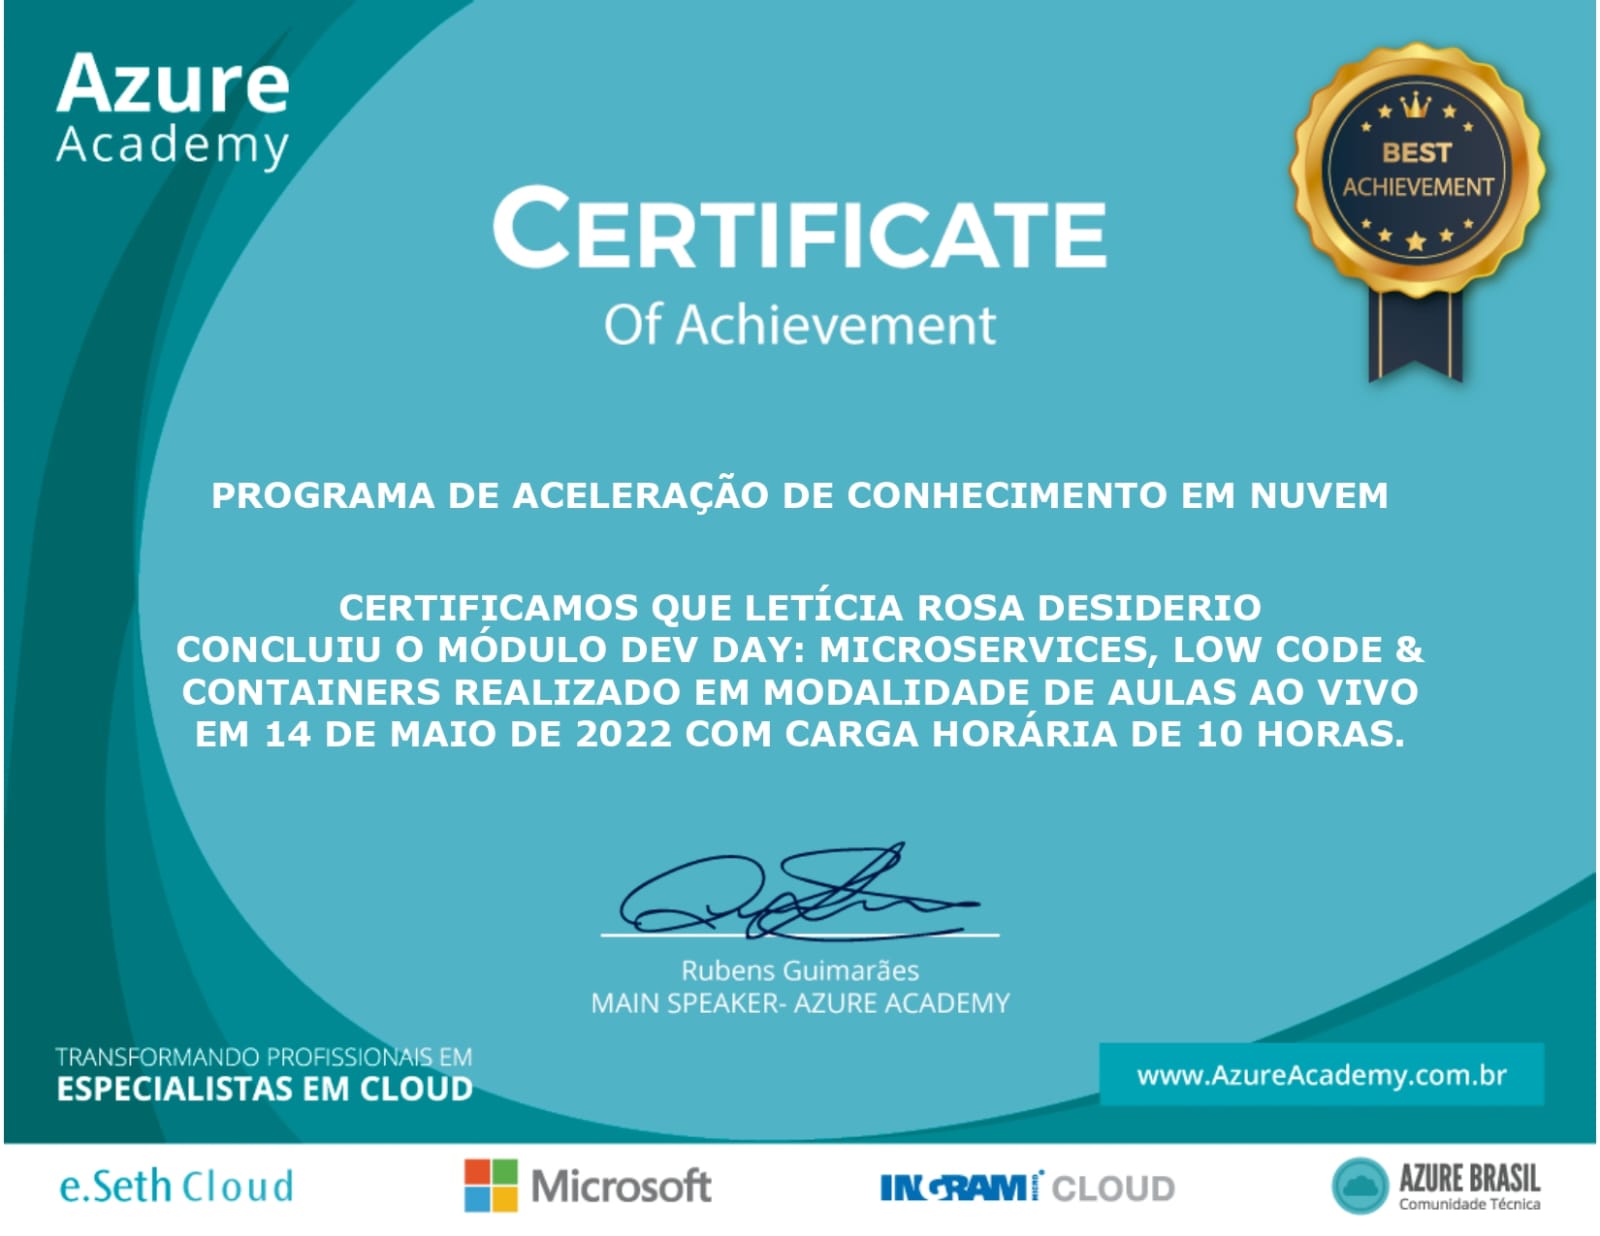 Azure
Academy
BEST
ACHIEVEMENT
CERTIFICATE
Of Achievement
PROGRAMA DE ACELERAÇÃO DE CONHECIMENTO EM NUVEM
CERTIFICAMOS QUE LETÍCIA ROSA DESIDERIO
CONCLUIU O MÓDULO DEV DAY: MICROSERVICES, LOW CODE &
CONTAINERS REALIZADO EM MODALIDADE DE AULAS AO VIVO
EM 14 DE MAIO DE 2022 COM CARGA HORÁRIA DE 10 HORAS.
Rubens Guimarães
MAIN SPEAKER- AZURE ACADEMY
TRANSFORMANDO PROFISSIONAIS EM
ESPECIALISTAS EM CLOUD
www.AzureAcademy.com.br
e.Seth Cloud
Microsoft
INGRAM MICRO CLOUD
AZURE BRASIL
Comunidade Técnica